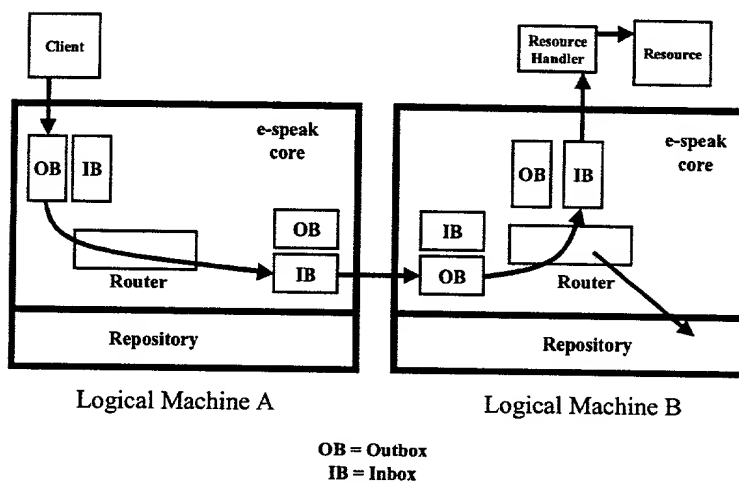 Client
e-speak
core
OB
IB
OB
IB
Router
Repository
Logical Machine A
Resource
Handler
Resource
e-speak
core
OB
IB
IB
OB
Router
Repository
Logical Machine B
OB = Outbox
IB = Inbox